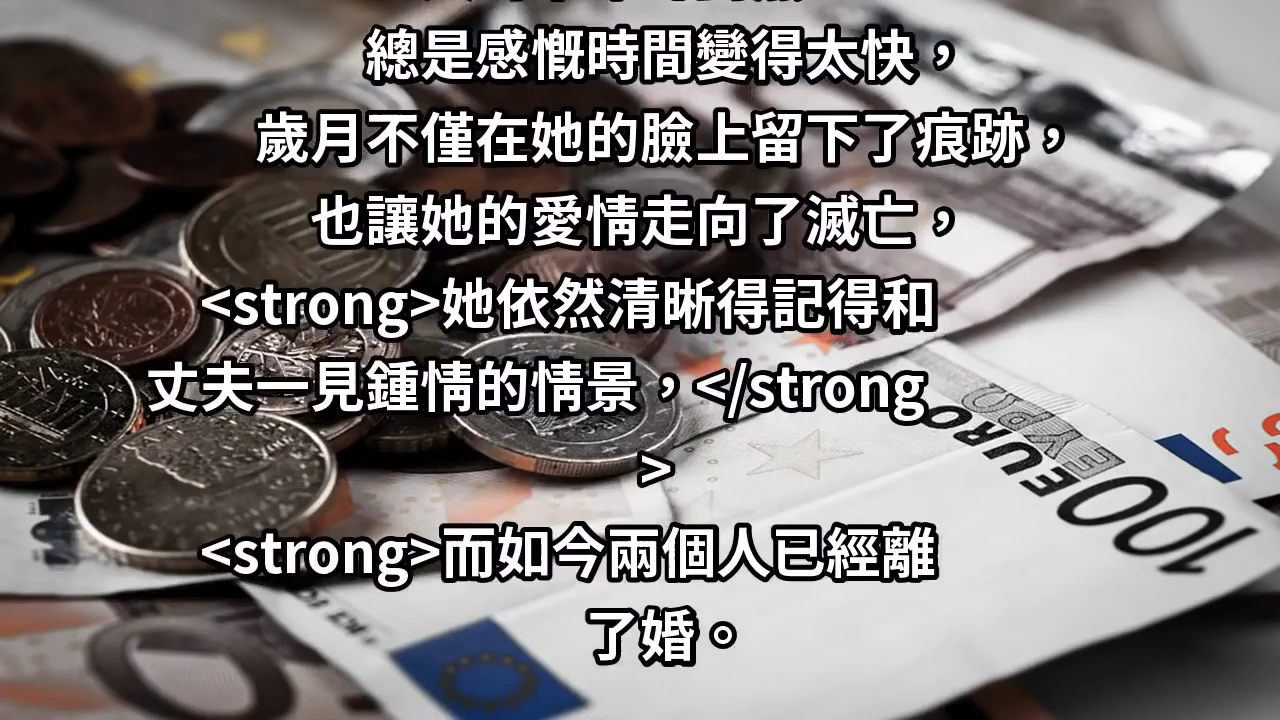 總是感慨時間變得太快，
歲月不僅在她的臉上留下了痕跡，
也讓她的愛情走向了滅亡，
<strong>她依然清晰得記得和
丈夫一見鍾情的情景，</strong
>
<strong>而如今兩個人已經離
了婚。
EURO
ΕΥΡΩ
100